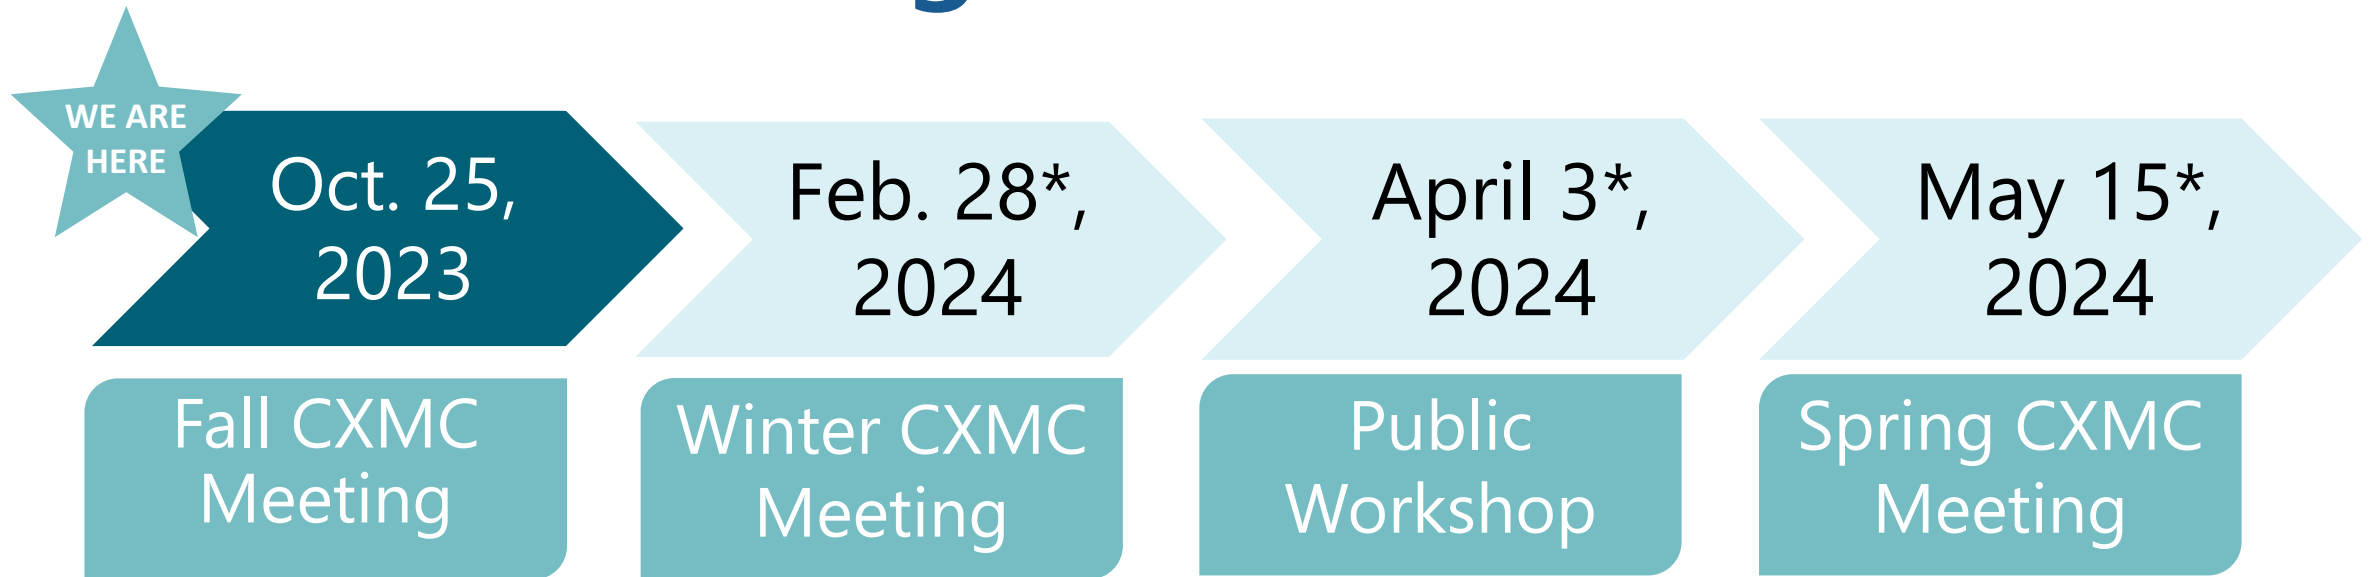 WE ARE
HERE
Oct. 25,
2023
Feb. 28*,
2024
April 3*,
2024
May 15*,
2024
Fall CXMC
Meeting
Winter CXMC
Meeting
Public
Workshop
Spring CXMC
Meeting